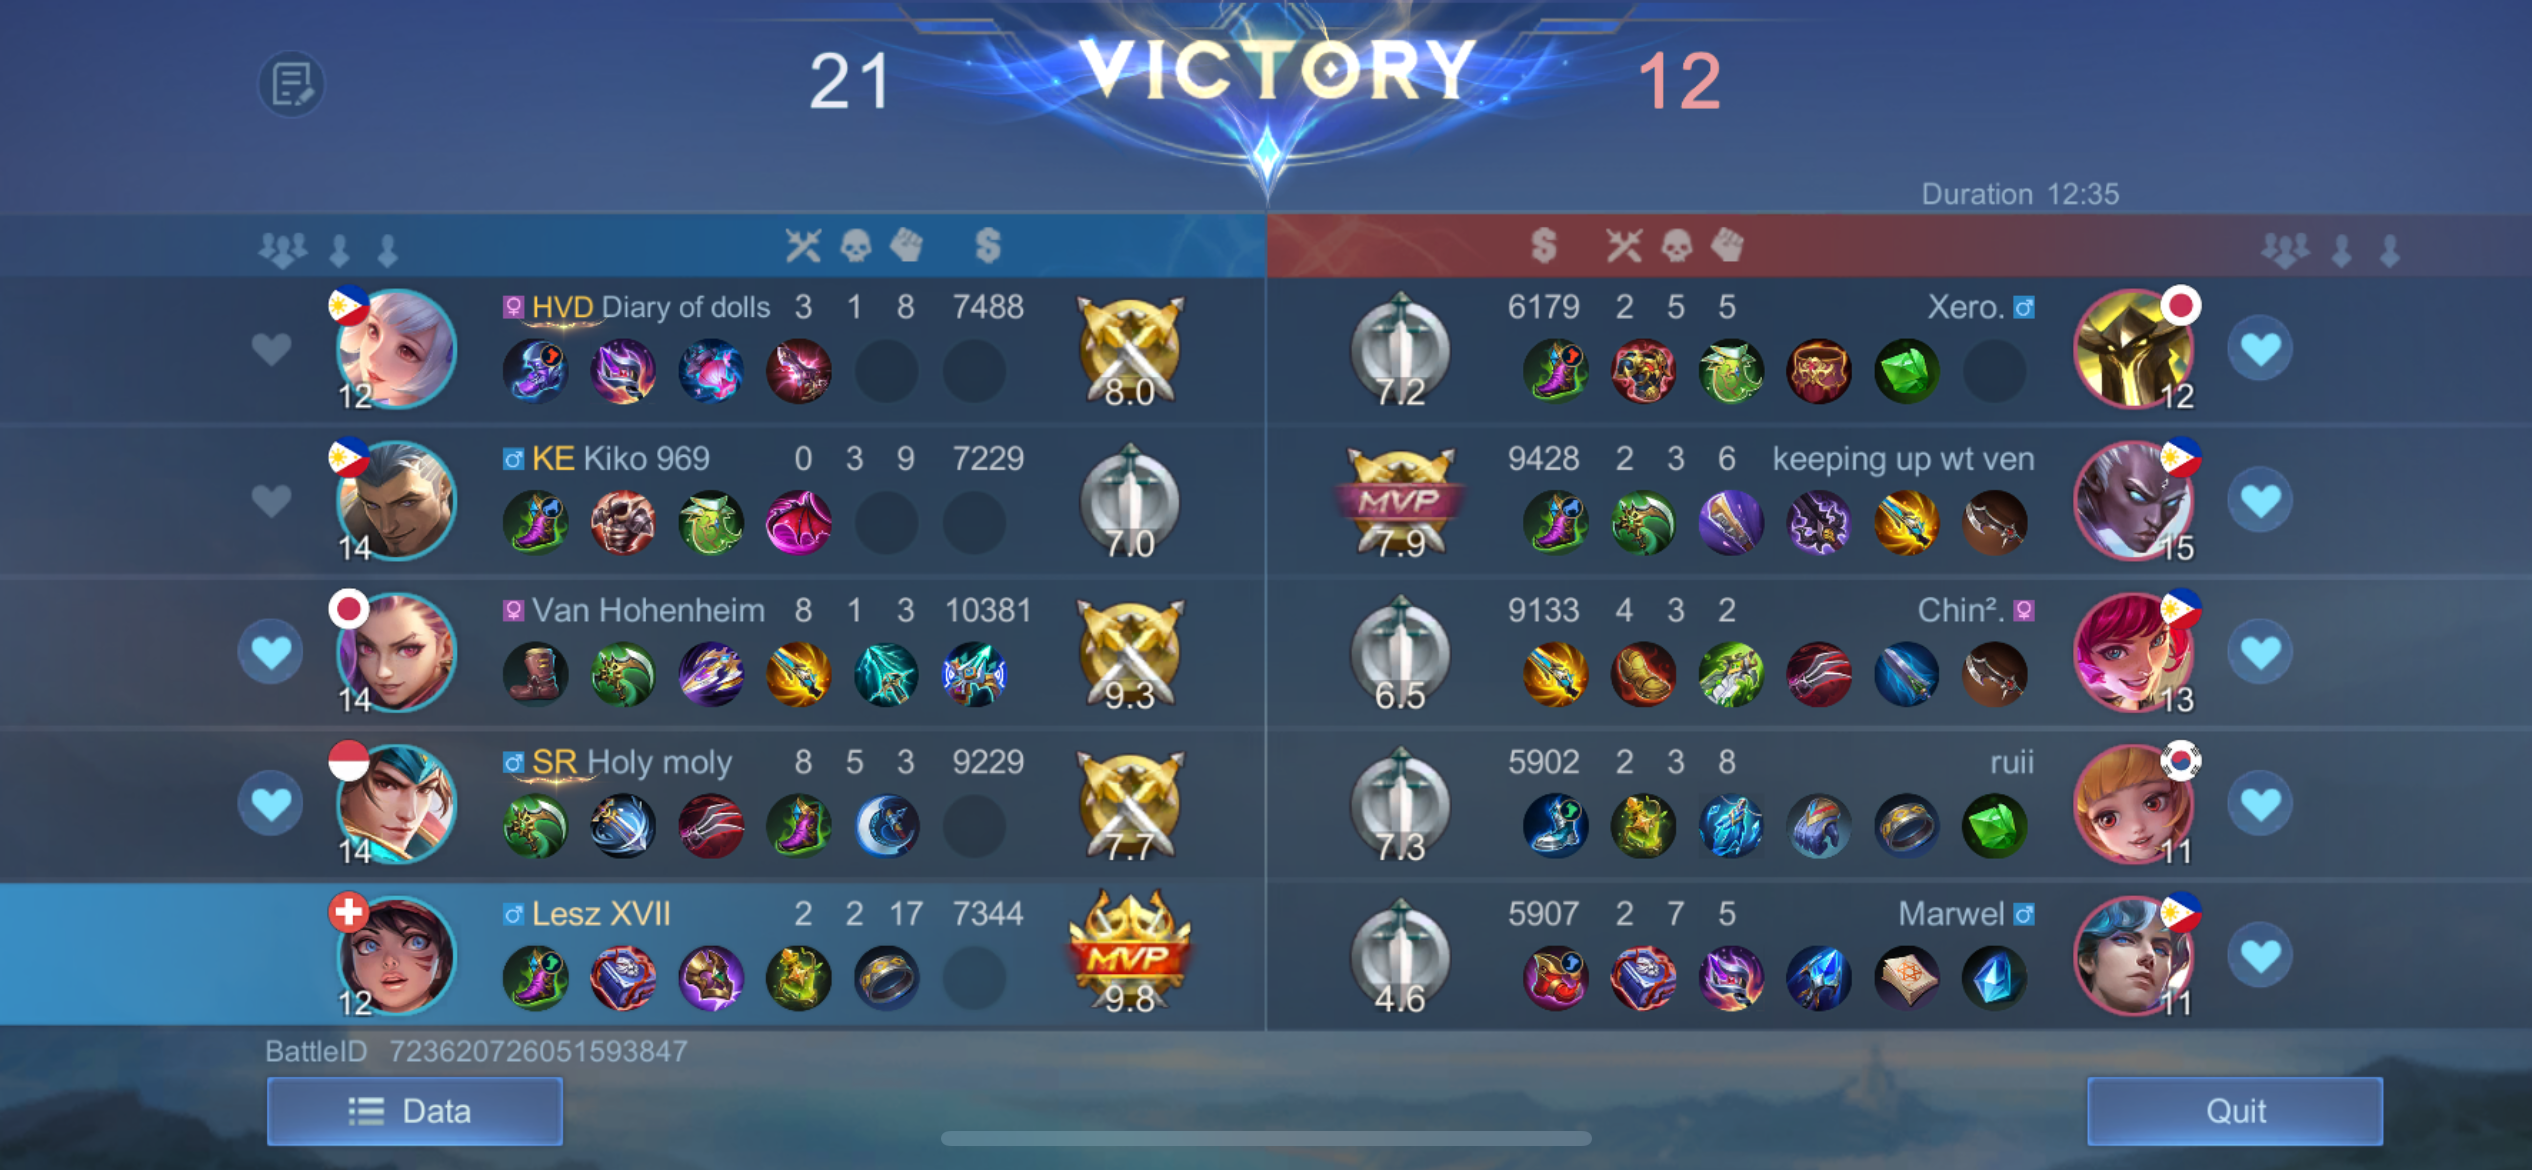 21 VICTORY 12
Duration 12:35
12 HVD Diary of dolls 3 1 8 7488 8.0
7.2 6179 2 5 5 Xero. 12
14 KE Kiko 969 0 3 9 7229 7.0
MVP 7.9 9428 2 3 6 keeping up wt ven 15
14 Van Hohenheim 8 1 3 10381 9.3
6.5 9133 4 3 2 Chin². 13
14 SR Holy moly 8 5 3 9229 7.7
7.3 5902 2 3 8 ruii 11
12 Lesz XVII 2 2 17 7344 MVP 9.8
4.6 5907 2 7 5 Marwel 11
BattleID 723620726051593847
Data
Quit